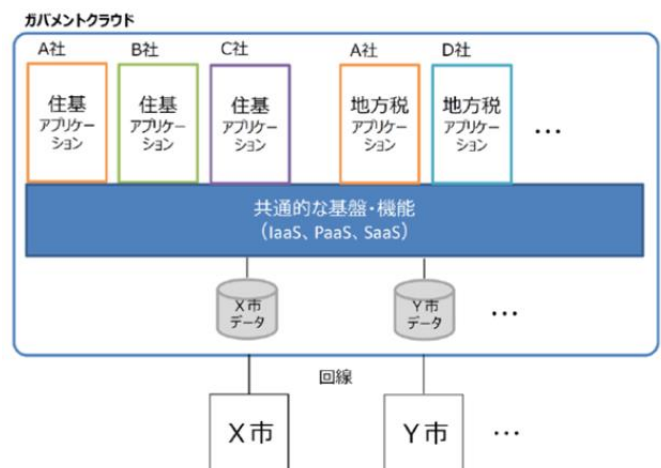 ガバメントクラウド
A社 B社 C社 A社 D社
住基 住基 住基 地方税 地方税
アプリケー アプリケー アプリケー アプリケー アプリケー
ション ション ション ション ション
…
共通的な基盤・機能
（IaaS、PaaS、SaaS）
X市 Y市
データ データ
…
回線
X市 Y市 …